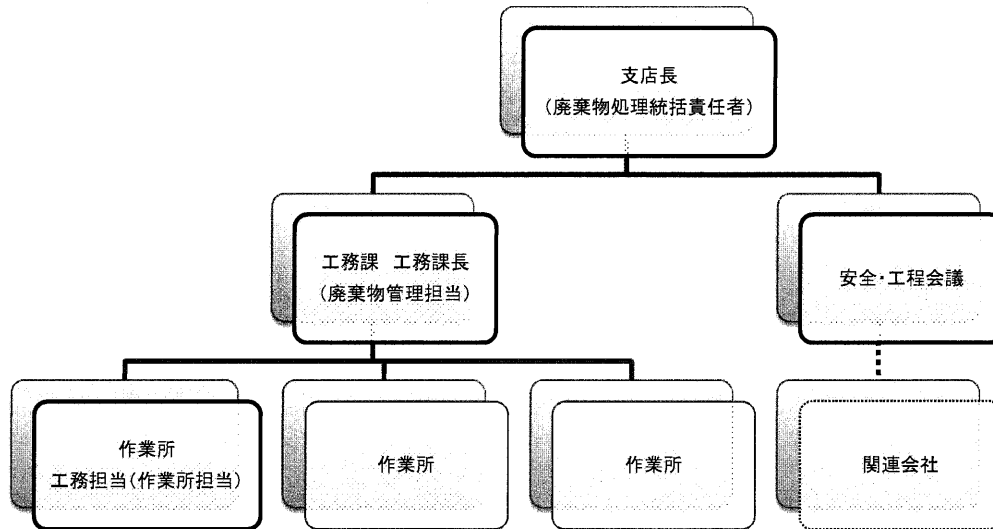 支店長
(廃棄物処理統括責任者)
工務課　工務課長
(廃棄物管理担当)
安全・工程会議
作業所
工務担当(作業所担当)
作業所
作業所
関連会社